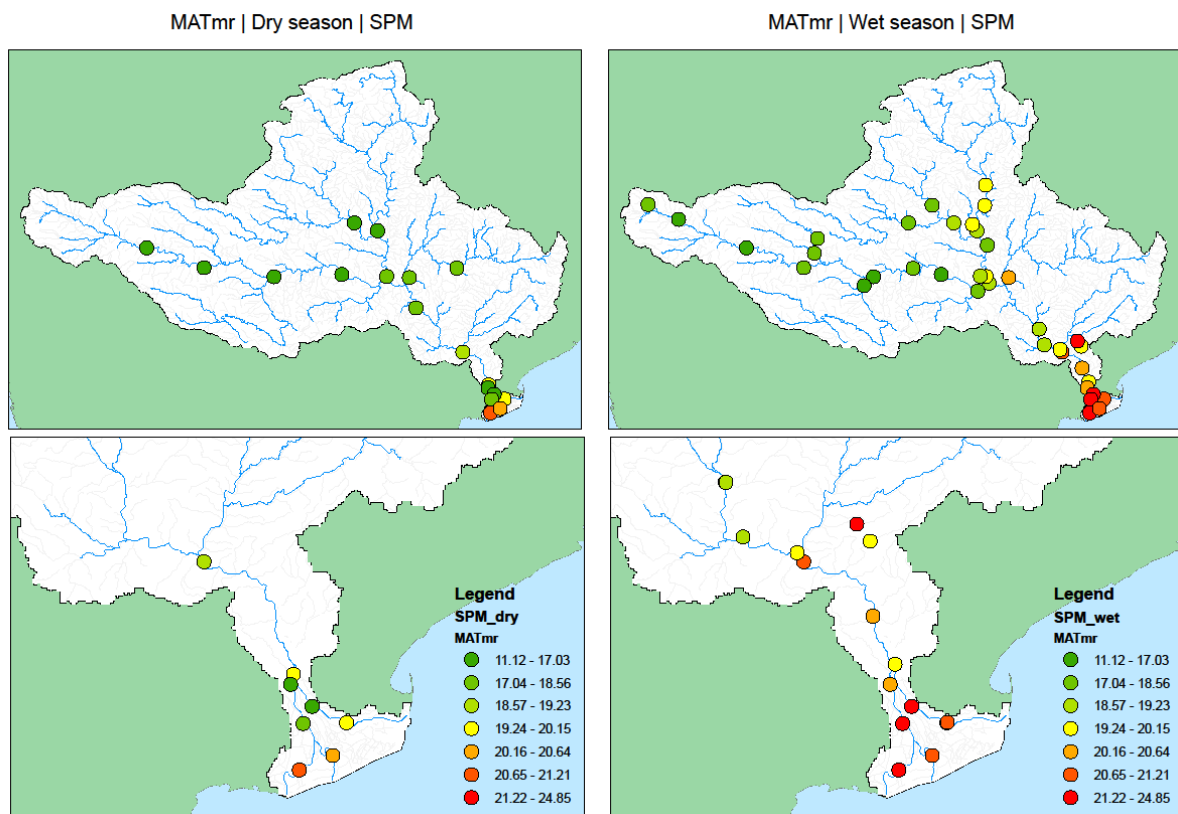 MATmr | Dry season | SPM
MATmr | Wet season | SPM
Legend
SPM_dry
MATmr
11.12 - 17.03
17.04 - 18.56
18.57 - 19.23
19.24 - 20.15
20.16 - 20.64
20.65 - 21.21
21.22 - 24.85
Legend
SPM_wet
MATmr
11.12 - 17.03
17.04 - 18.56
18.57 - 19.23
19.24 - 20.15
20.16 - 20.64
20.65 - 21.21
21.22 - 24.85